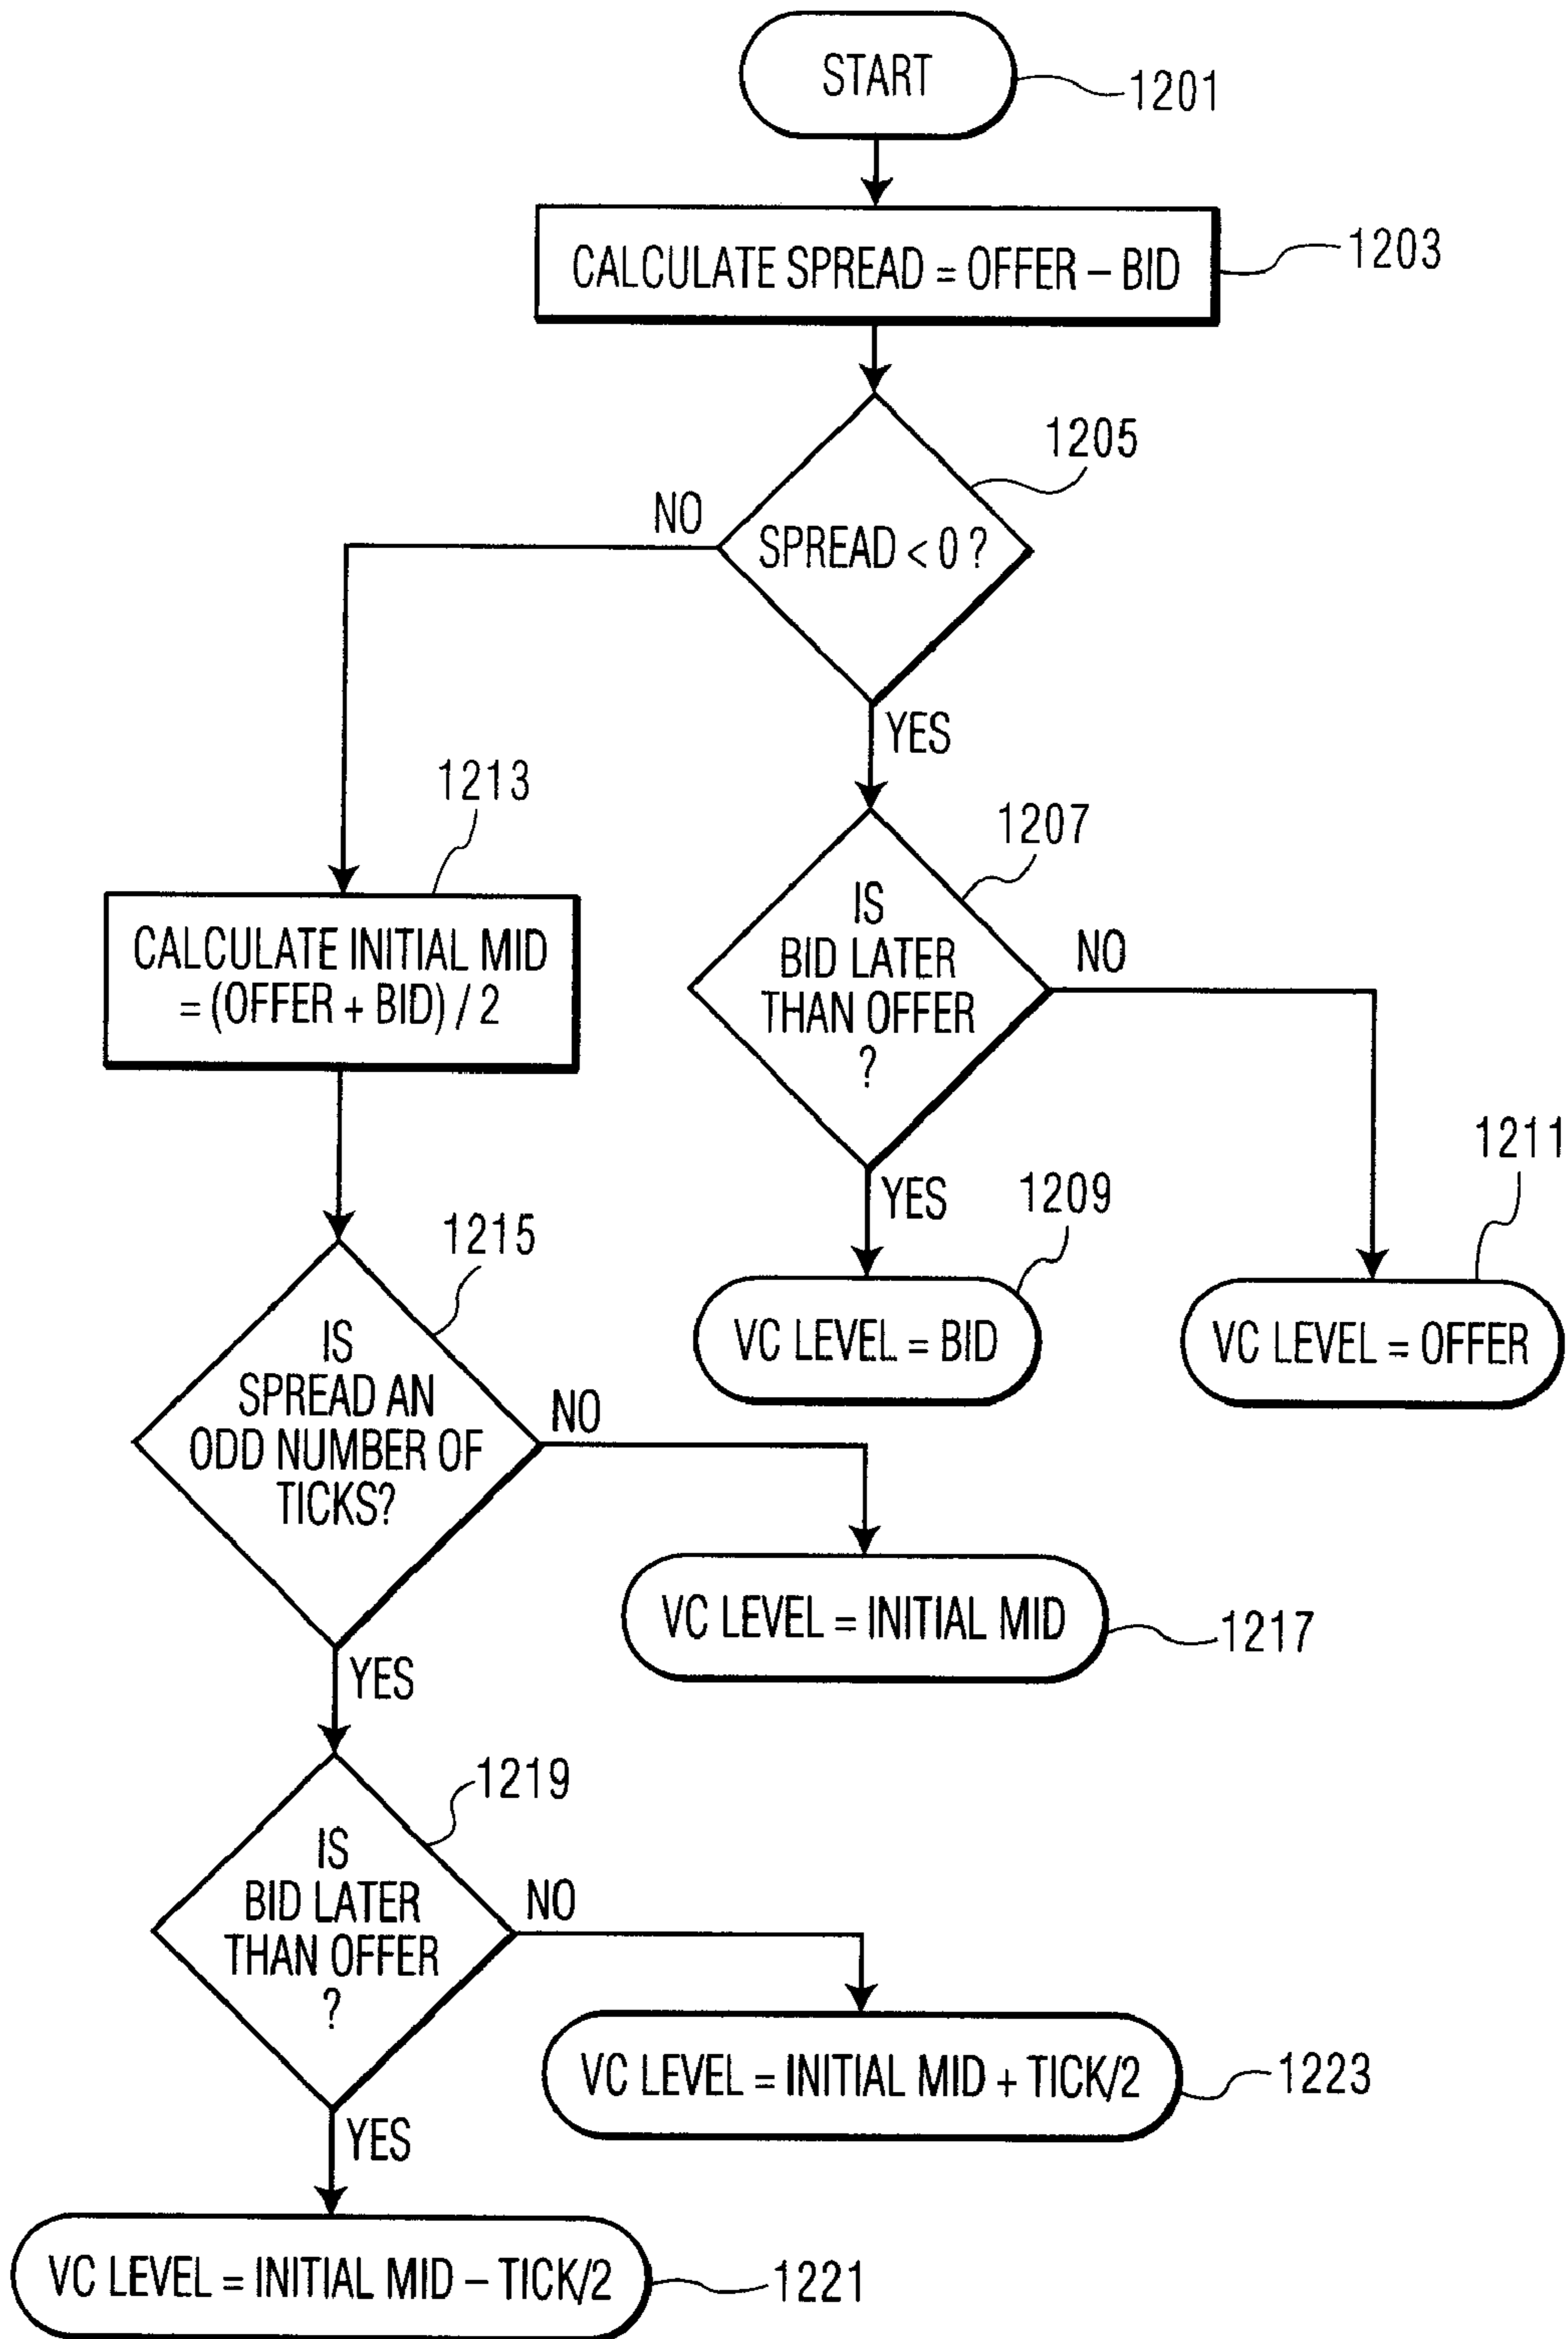 START
1201
CALCULATE SPREAD = OFFER – BID
1203
1205
NO
SPREAD < 0 ?
YES
1213
1207
CALCULATE INITIAL MID
= (OFFER + BID) / 2
IS
BID LATER
THAN OFFER
?
NO
1211
YES
1209
1215
VC LEVEL = BID
VC LEVEL = OFFER
IS
SPREAD AN
ODD NUMBER OF
TICKS?
NO
VC LEVEL = INITIAL MID
1217
YES
1219
IS
BID LATER
THAN OFFER
?
NO
VC LEVEL = INITIAL MID + TICK/2
1223
YES
VC LEVEL = INITIAL MID – TICK/2
1221